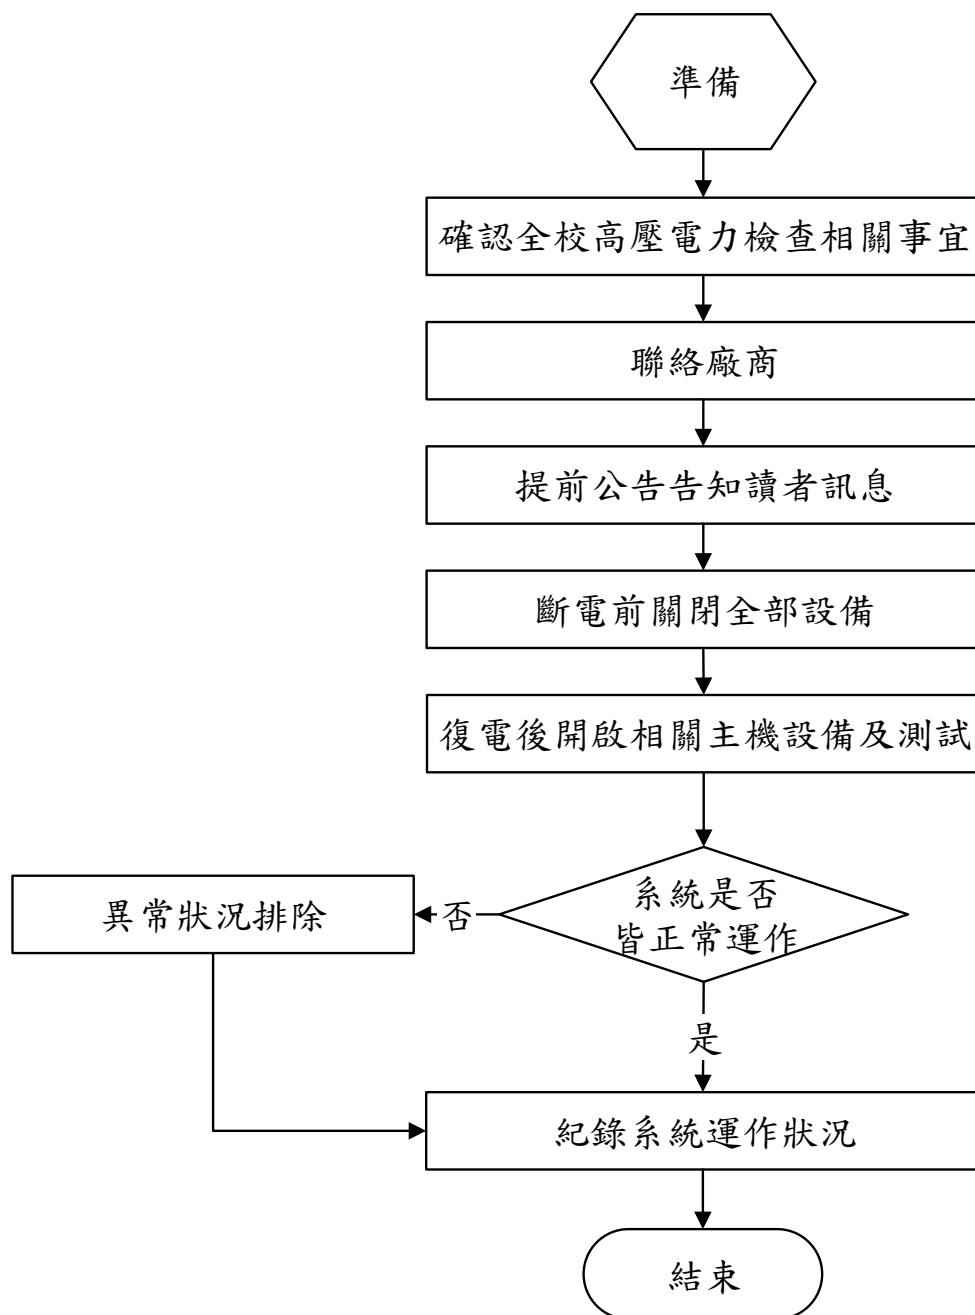 準備
確認全校高壓電力檢查相關事宜
聯絡廠商
提前公告告知讀者訊息
斷電前關閉全部設備
復電後開啟相關主機設備及測試
系統是否
皆正常運作
否
異常狀況排除
是
紀錄系統運作狀況
結束